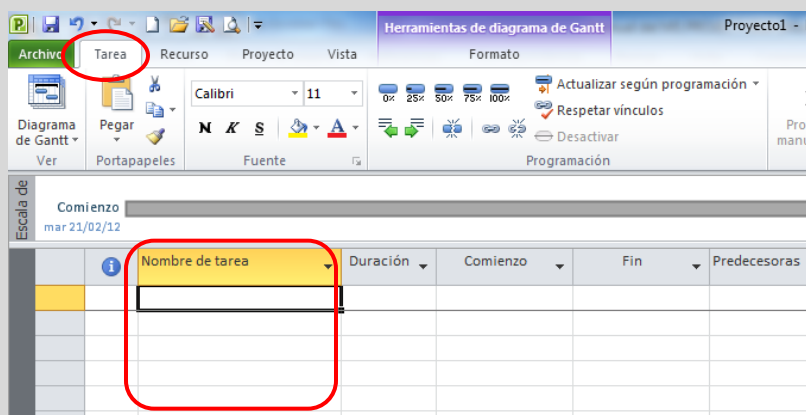 Herramientas de diagrama de Gantt
Proyecto1 -
Archivo Tarea Recurso Proyecto Vista Formato
Calibri 11
0% 25% 50% 75% 100%
Actualizar según programación
Respetar vínculos
Desactivar
Diagrama
de Gantt
Pegar
N K S A
Pro
manu
Ver Portapapeles Fuente Programación
Escala de
Comienzo
mar 21/02/12
Nombre de tarea Duración Comienzo Fin Predecesoras